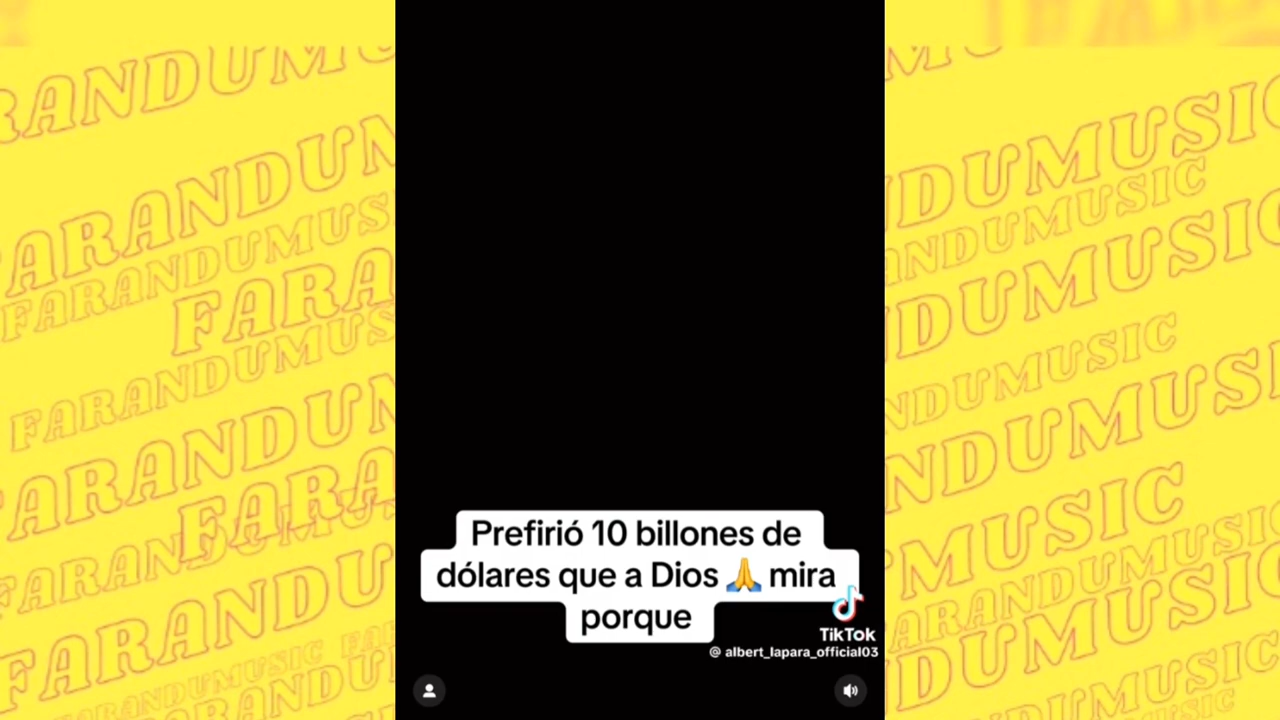 FARANDUMUSIC
Prefirió 10 billones de
dólares que a Dios 🙏 mira
porque
TikTok
@ albert_lapara_official03